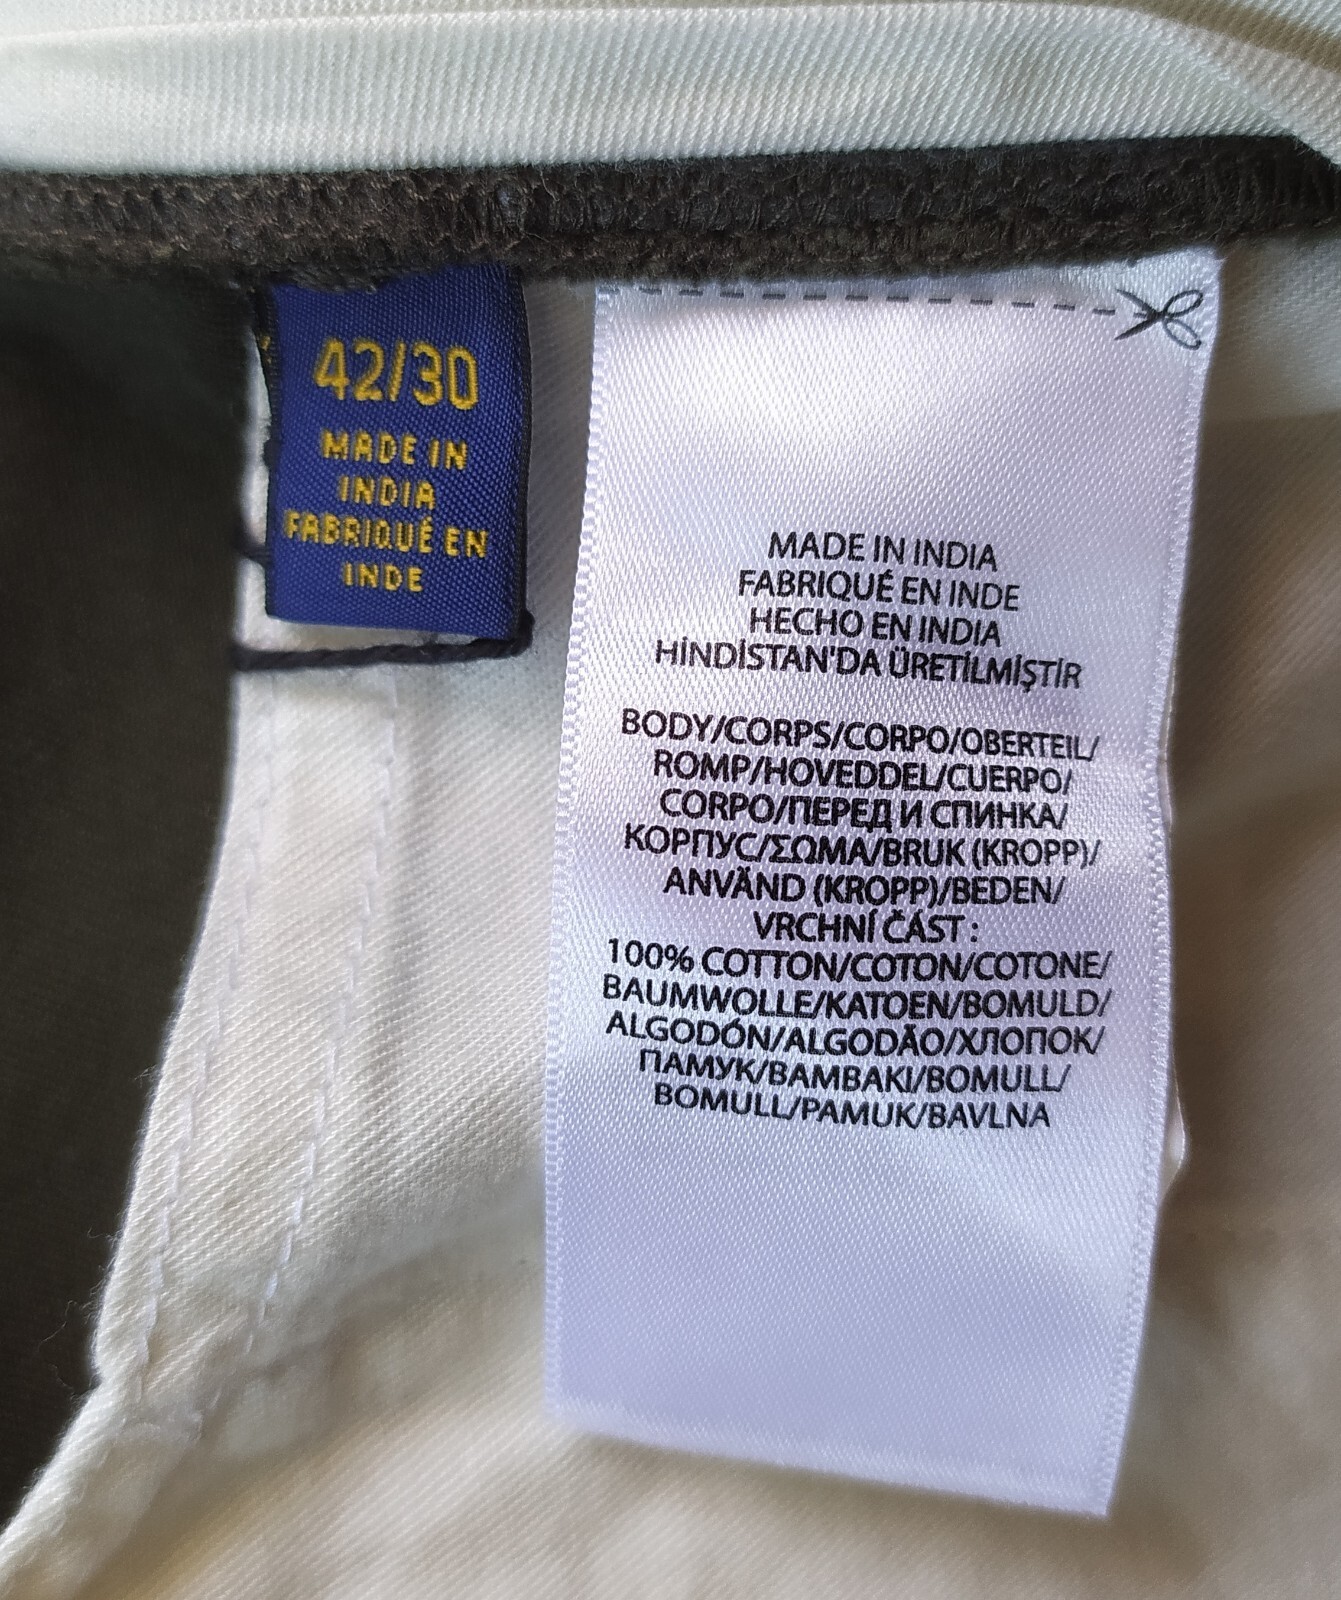 42/30
MADE IN
INDIA
FABRIQUÉ EN
INDE
MADE IN INDIA
FABRIQUÉ EN INDE
HECHO EN INDIA
HİNDİSTAN'DA ÜRETİLMİŞTİR
BODY/CORPS/CORPO/OBERTEIL/
ROMP/HOVEDDEL/CUERPO/
CORPO/ПЕРЕД И СПИНКА/
КОРПУС/ΣΩΜΑ/BRUK (KROPP)/
ANVÄND (KROPP)/BEDEN/
VRCHNÍ ČÁST :
100% COTTON/COTON/COTONE/
BAUMWOLLE/KATOEN/BOMULD/
ALGODÓN/ALGODÃO/ХЛОПОК/
ПАМУК/ΒΑΜΒΑΚΙ/BOMULL/
BOMULL/PAMUK/BAVLNA